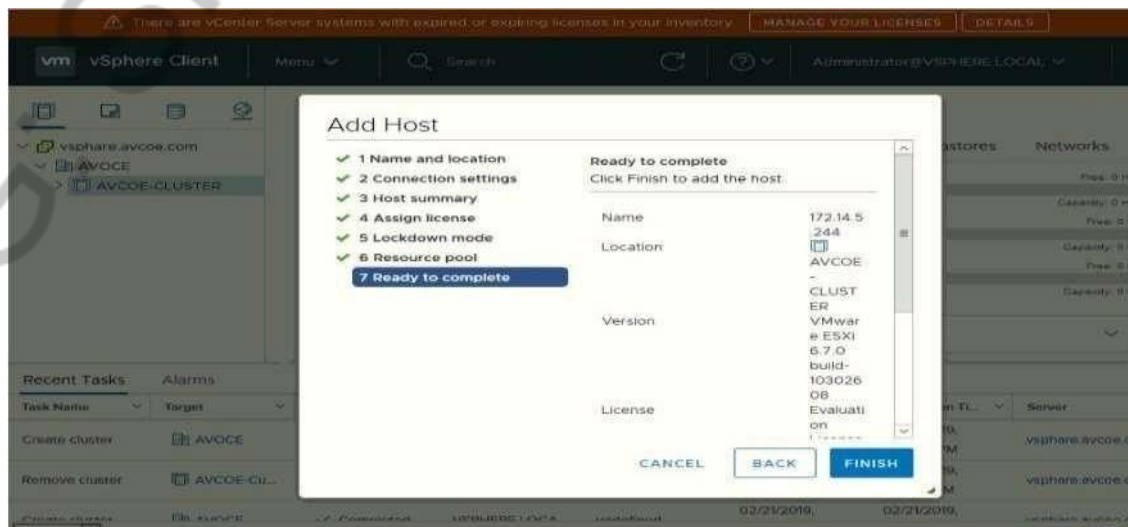 There are vCenter Server systems with expired or expiring licenses in your inventory
MANAGE YOUR LICENSES
DETAILS
vm vSphere Client
Menu
Search
Administrator@VSPHERE.LOCAL
vsphare.avcoe.com
AVOCE
AVCOE-CLUSTER
Add Host
1 Name and location
2 Connection settings
3 Host summary
4 Assign license
5 Lockdown mode
6 Resource pool
7 Ready to complete
Ready to complete
Click Finish to add the host
Name
172.14.5
.244
Location
AVCOE
-
CLUST
ER
Version
VMwar
e ESXi
6.7.0
build-
103026
08
License
Evaluati
on
CANCEL
BACK
FINISH
Networks
Recent Tasks
Alarms
Task Name
Target
Server
Create cluster
AVOCE
Remove cluster
AVCOE-Cu...
Create cluster
AVOCE
Completed
undefined
02/21/2019,
02/21/2019,